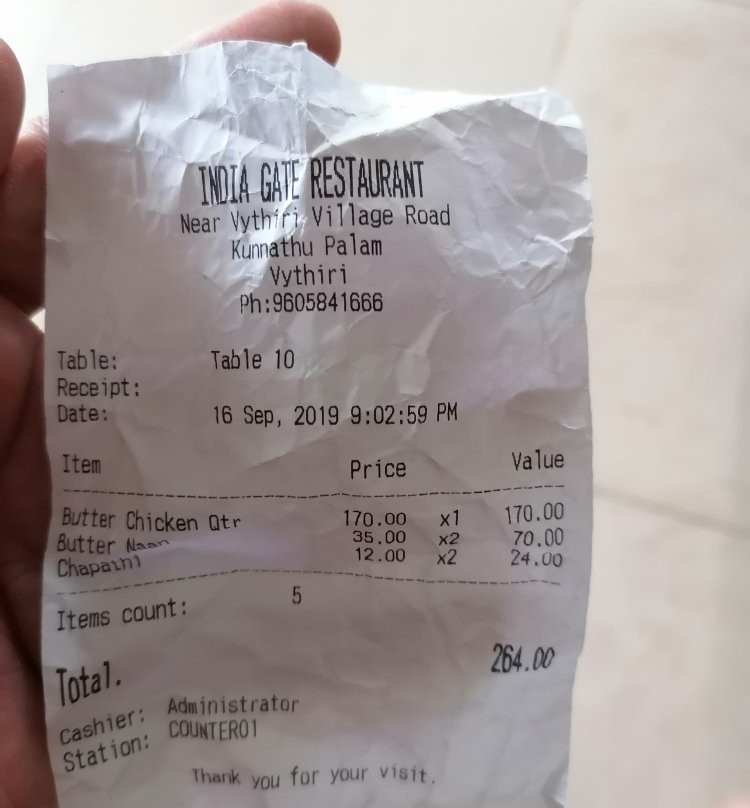 INDIA GATE RESTAURANT
Near Vythiri Village Road
Kunnathu Palam
Vythiri
Ph:9605841666
Table: Table 10
Receipt:
Date: 16 Sep, 2019 9:02:59 PM
Item Price Value
Butter Chicken Qtr 170.00 x1 170.00
Butter Naan 35.00 x2 70.00
Chapathi 12.00 x2 24.00
Items count: 5
Total. 264.00
Cashier: Administrator
Station: COUNTER01
Thank you for your visit.